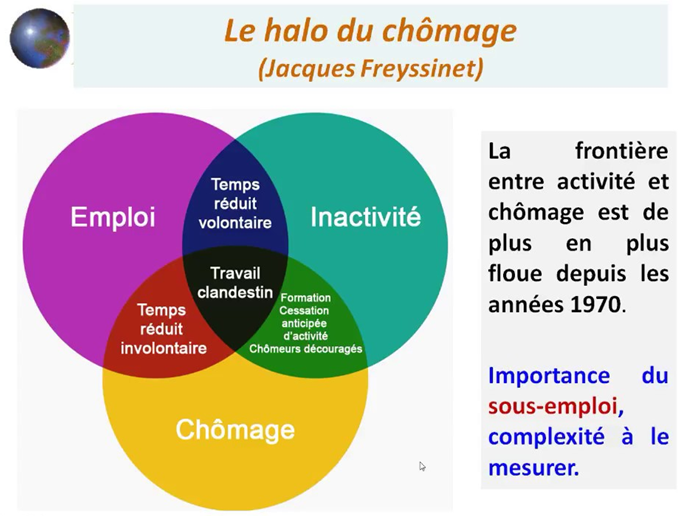 Le halo du chômage
(Jacques Freyssinet)
Emploi
Temps
réduit
volontaire
Inactivité
Travail
clandestin
Temps
réduit
involontaire
Formation
Cessation
anticipée
d'activité
Chômeurs découragés
Chômage
La frontière
entre activité et
chômage est de
plus en plus
floue depuis les
années 1970.
Importance du
sous-emploi,
complexité à le
mesurer.